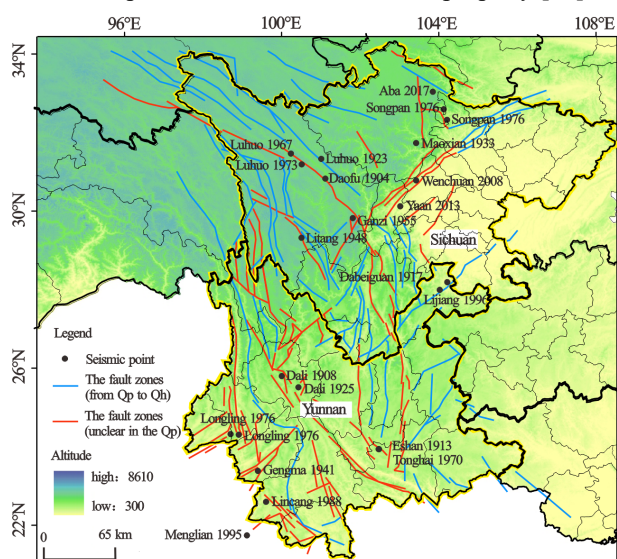 96°E 100°E 104°E 108°E
34°N
30°N
26°N
22°N
Aba 2017
Songpan 1976
Songpan 1976
Maoxian 1933
Luhuo 1967
Luhuo 1923
Luhuo 1973
Daofu 1904
Wenchuan 2008
Yaan 2013
Ganzi 1955
Litang 1948
Sichuan
Dabeiguan 1917
Lijiang 1996
Dali 1908
Dali 1925
Yunnan
Longling 1976
Longling 1976
Eshan 1913
Tonghai 1970
Gengma 1941
Lincang 1988
Menglian 1995
Legend
Seismic point
The fault zones
(from Qp to Qh)
The fault zones
(unclear in the Qp)
Altitude
high: 8610
low: 300
0 65 km